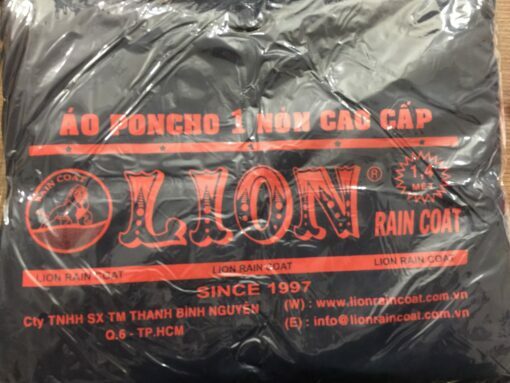 ÁO PONCHO 1 NÓN CAO CẤP
RAIN COAT
LION ®
1.4
MÉT
RAIN COAT
LION RAIN COAT LION RAIN COAT LION RAIN COAT
SINCE 1997
Cty TNHH SX TM THANH BÌNH NGUYÊN
Q.6 - TP.HCM
(W) : www.lionraincoat.com.vn
(E) : info@lionraincoat.com.vn